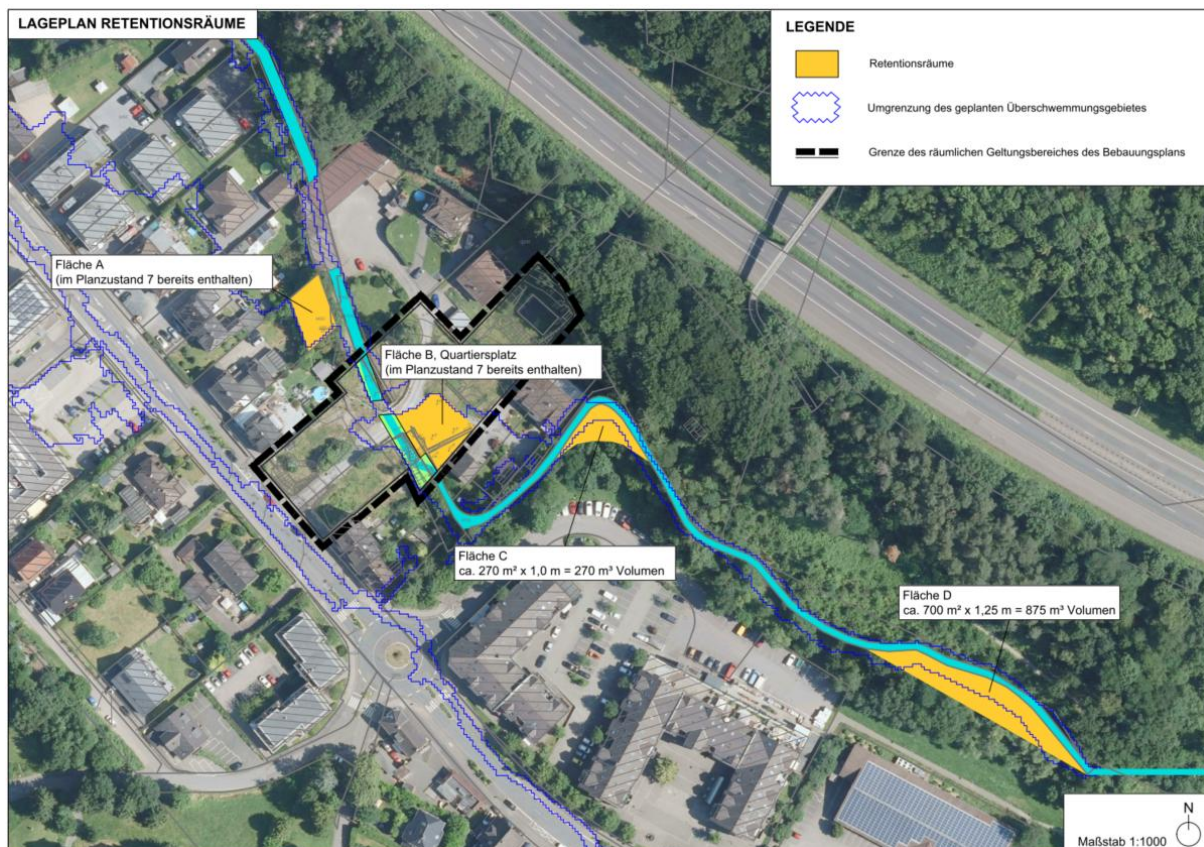 LAGEPLAN RETENTIONSRÄUME
LEGENDE
Retentionsräume
Umgrenzung des geplanten Überschwemmungsgebietes
Grenze des räumlichen Geltungsbereiches des Bebauungsplans
Fläche A
(im Planzustand 7 bereits enthalten)
Fläche B, Quartiersplatz
(im Planzustand 7 bereits enthalten)
Fläche C
ca. 270 m² x 1,0 m = 270 m³ Volumen
Fläche D
ca. 700 m² x 1,25 m = 875 m³ Volumen
N
Maßstab 1:1000